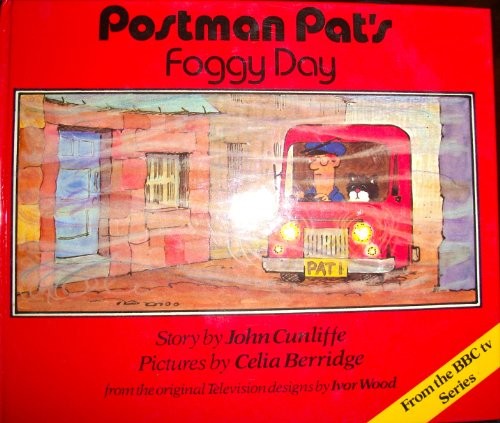 Postman Pat's
Foggy Day
PAT 1
Story by John Cunliffe
Pictures by Celia Berridge
from the original Television designs by Ivor Wood
From the BBC tv
Series